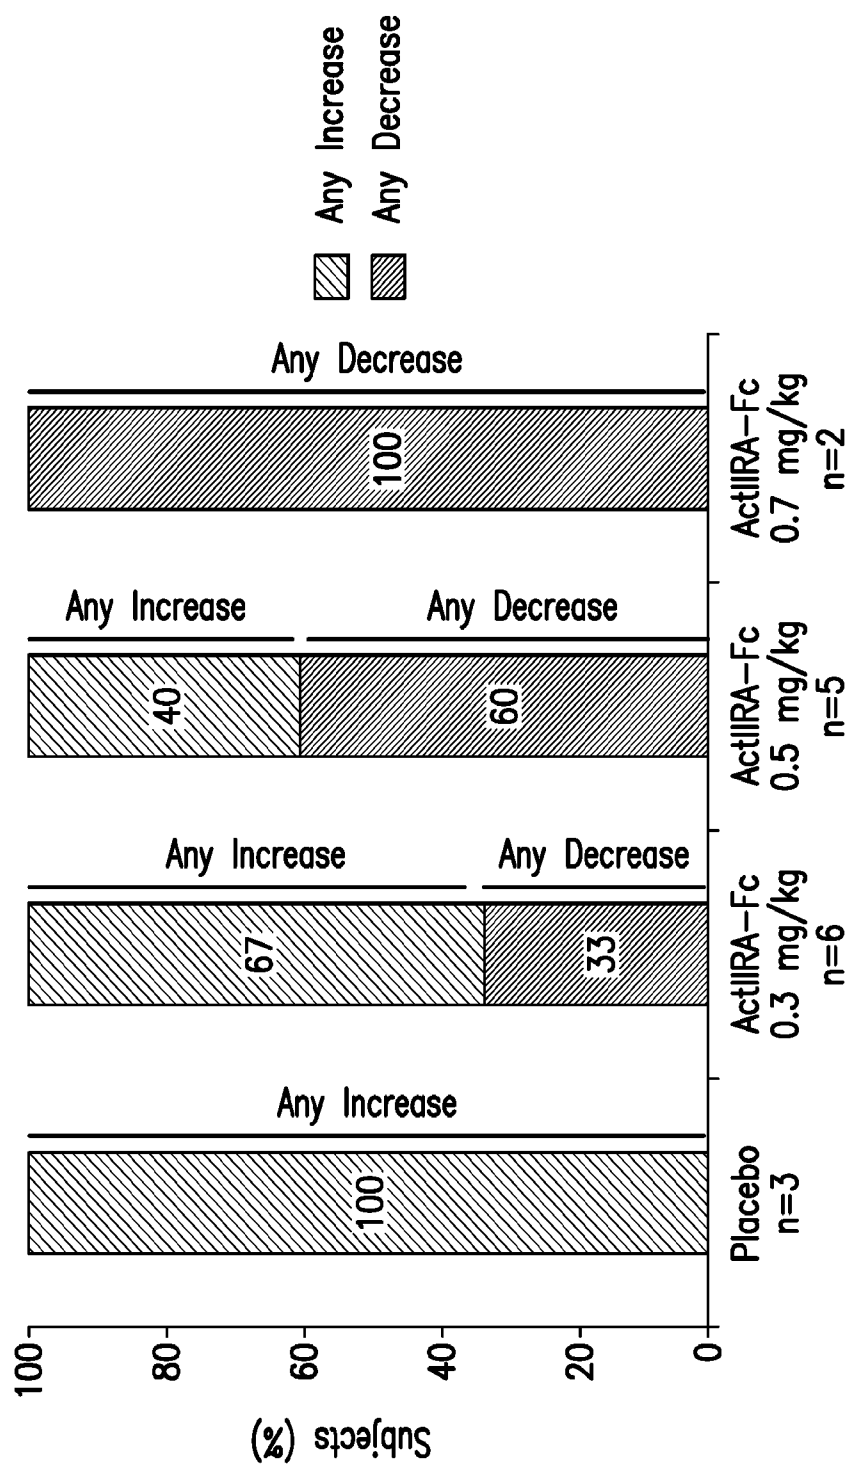 Any Increase
Any Decrease
Subjects (%)
100
80
60
40
20
0
100
Any Increase
67
33
Any Increase
Any Decrease
40
60
Any Increase
Any Decrease
100
Any Decrease
Placebo
n=3
ActIIRA-Fc
0.3 mg/kg
n=6
ActIIRA-Fc
0.5 mg/kg
n=5
ActIIRA-Fc
0.7 mg/kg
n=2